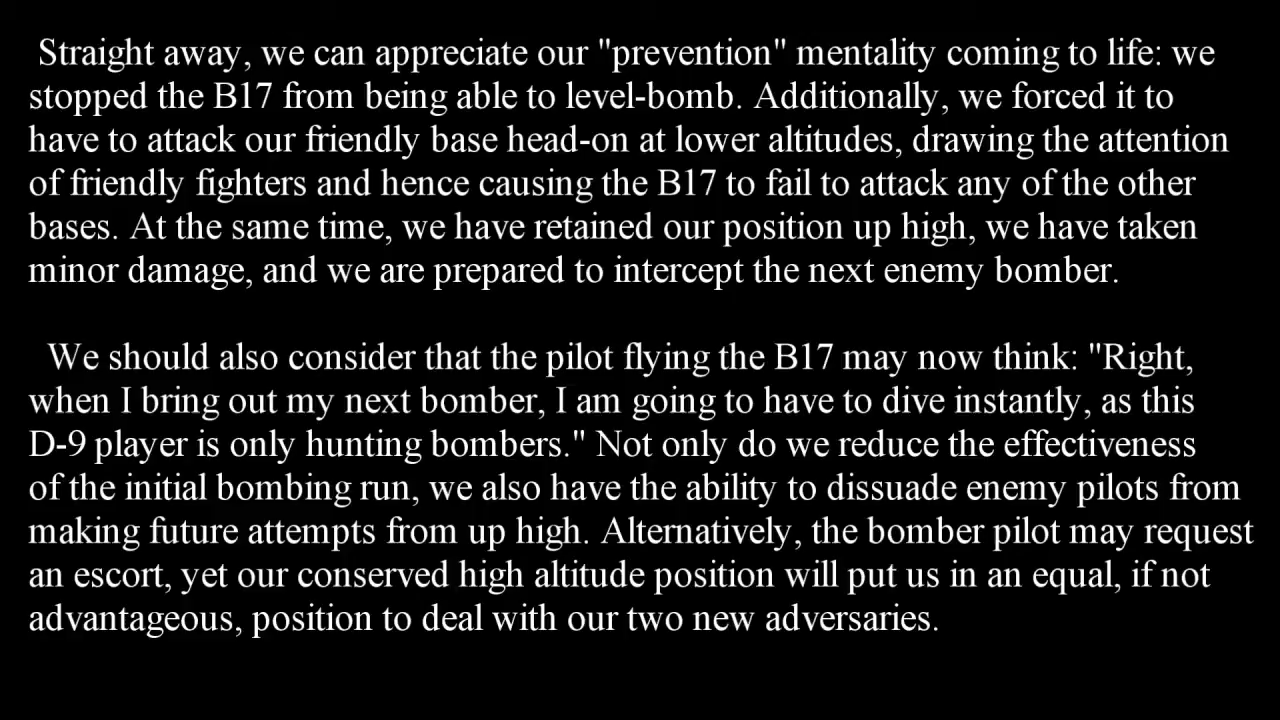 Straight away, we can appreciate our "prevention" mentality coming to life: we
stopped the B17 from being able to level-bomb. Additionally, we forced it to
have to attack our friendly base head-on at lower altitudes, drawing the attention
of friendly fighters and hence causing the B17 to fail to attack any of the other
bases. At the same time, we have retained our position up high, we have taken
minor damage, and we are prepared to intercept the next enemy bomber.
We should also consider that the pilot flying the B17 may now think: "Right,
when I bring out my next bomber, I am going to have to dive instantly, as this
D-9 player is only hunting bombers." Not only do we reduce the effectiveness
of the initial bombing run, we also have the ability to dissuade enemy pilots from
making future attempts from up high. Alternatively, the bomber pilot may request
an escort, yet our conserved high altitude position will put us in an equal, if not
advantageous, position to deal with our two new adversaries.